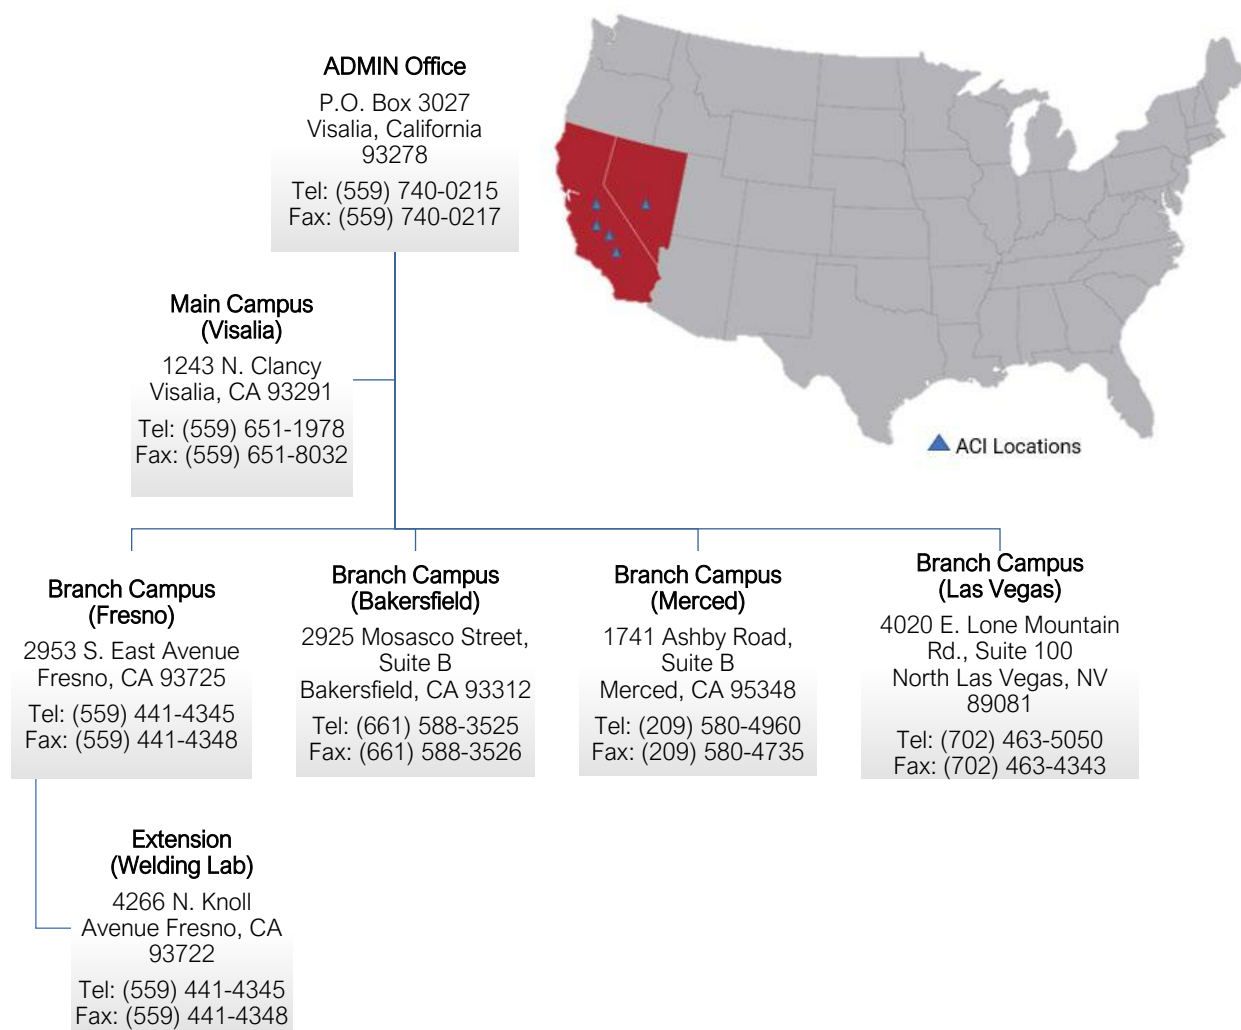 ADMIN Office
P.O. Box 3027
Visalia, California
93278
Tel: (559) 740-0215
Fax: (559) 740-0217
ACI Locations
Main Campus
(Visalia)
1243 N. Clancy
Visalia, CA 93291
Tel: (559) 651-1978
Fax: (559) 651-8032
Branch Campus
(Fresno)
2953 S. East Avenue
Fresno, CA 93725
Tel: (559) 441-4345
Fax: (559) 441-4348
Branch Campus
(Bakersfield)
2925 Mosasco Street,
Suite B
Bakersfield, CA 93312
Tel: (661) 588-3525
Fax: (661) 588-3526
Branch Campus
(Merced)
1741 Ashby Road,
Suite B
Merced, CA 95348
Tel: (209) 580-4960
Fax: (209) 580-4735
Branch Campus
(Las Vegas)
4020 E. Lone Mountain
Rd., Suite 100
North Las Vegas, NV
89081
Tel: (702) 463-5050
Fax: (702) 463-4343
Extension
(Welding Lab)
4266 N. Knoll
Avenue Fresno, CA
93722
Tel: (559) 441-4345
Fax: (559) 441-4348